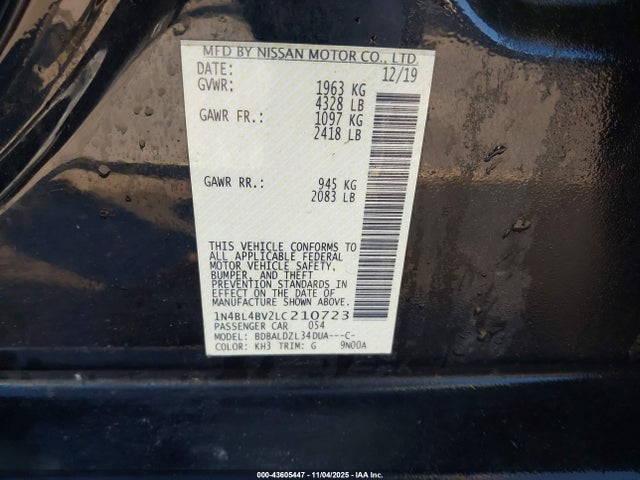 MFD BY NISSAN MOTOR CO., LTD.
DATE: 12/19
GVWR: 1963 KG
4328 LB
GAWR FR.: 1097 KG
2418 LB
GAWR RR.: 945 KG
2083 LB
THIS VEHICLE CONFORMS TO
ALL APPLICABLE FEDERAL
MOTOR VEHICLE SAFETY,
BUMPER, AND THEFT
PREVENTION STANDARDS IN
EFFECT ON THE DATE OF
MANUFACTURE SHOWN ABOVE.
1N4BL4BV2LC210723
PASSENGER CAR 054
MODEL: BDBALDZL34DUA---C-
COLOR: KH3 TRIM: G 9N00A
000-43605447 - 11/04/2025 - IAA Inc.